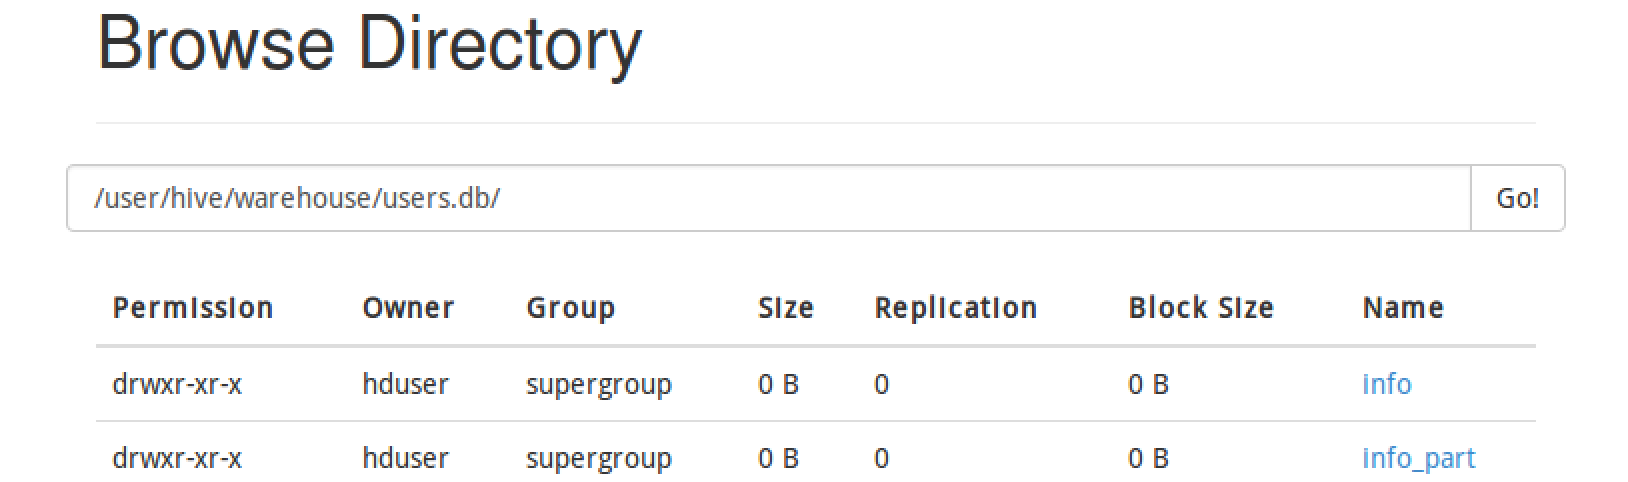 Browse Directory
/user/hive/warehouse/users.db/ Go!
Permission Owner Group Size Replication Block Size Name
drwxr-xr-x hduser supergroup 0 B 0 0 B info
drwxr-xr-x hduser supergroup 0 B 0 0 B info_part